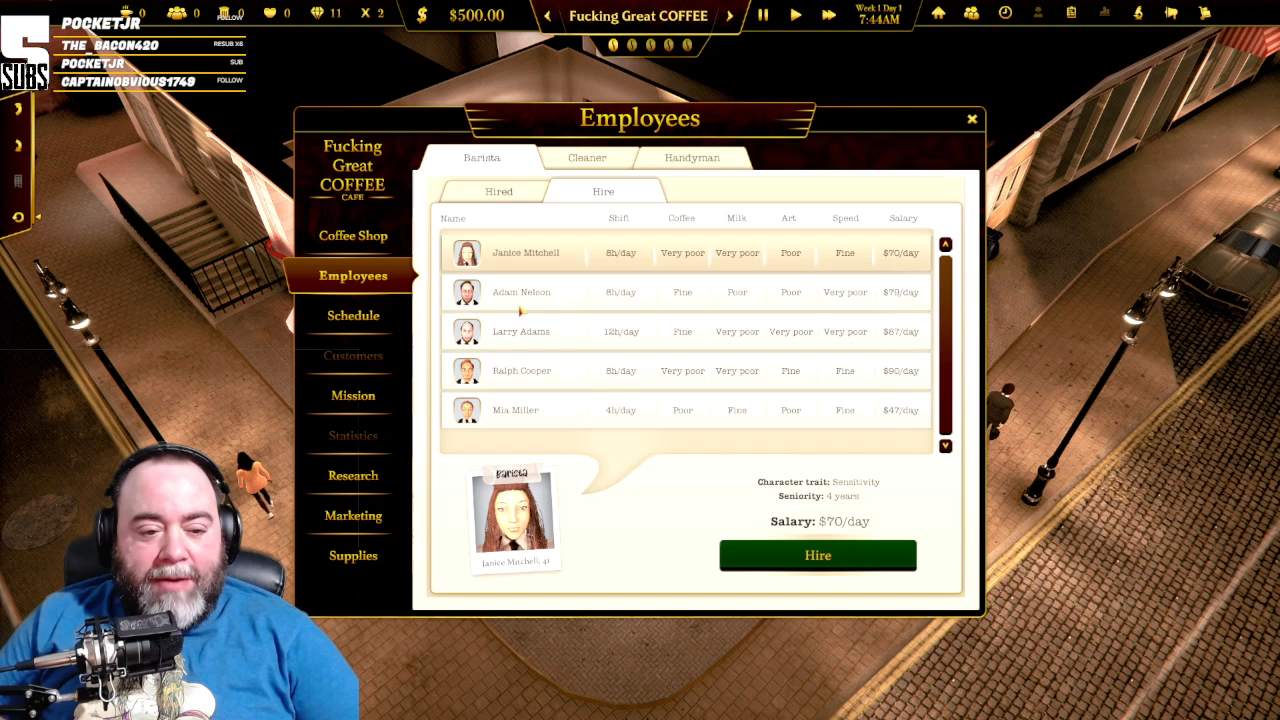 0 0 0 0 11 X 2
$500.00
Fucking Great COFFEE
Week 1 Day 1
7:44AM
FOLLOW
POCKETJR
THE_BACON420 RESUB X6
POCKETJR SUB
CAPTAINOBVIOUS1749 FOLLOW
5
SUBS
Employees
Fucking
Great
COFFEE
CAFE
Coffee Shop
Employees
Schedule
Customers
Mission
Statistics
Research
Marketing
Supplies
Barista Cleaner Handyman
Hired Hire
Name Shift Coffee Milk Art Speed Salary
Janice Mitchell 8h/day Very poor Very poor Poor Fine $70/day
Adam Nelson 8h/day Fine Poor Poor Very poor $79/day
Larry Adams 12h/day Fine Very poor Very poor Very poor $87/day
Ralph Cooper 8h/day Very poor Very poor Fine Fine $90/day
Mia Miller 4h/day Poor Fine Poor Fine $47/day
Barista
Janice Mitchell, 41
Character trait: Sensitivity
Seniority: 4 years
Salary: $70/day
Hire